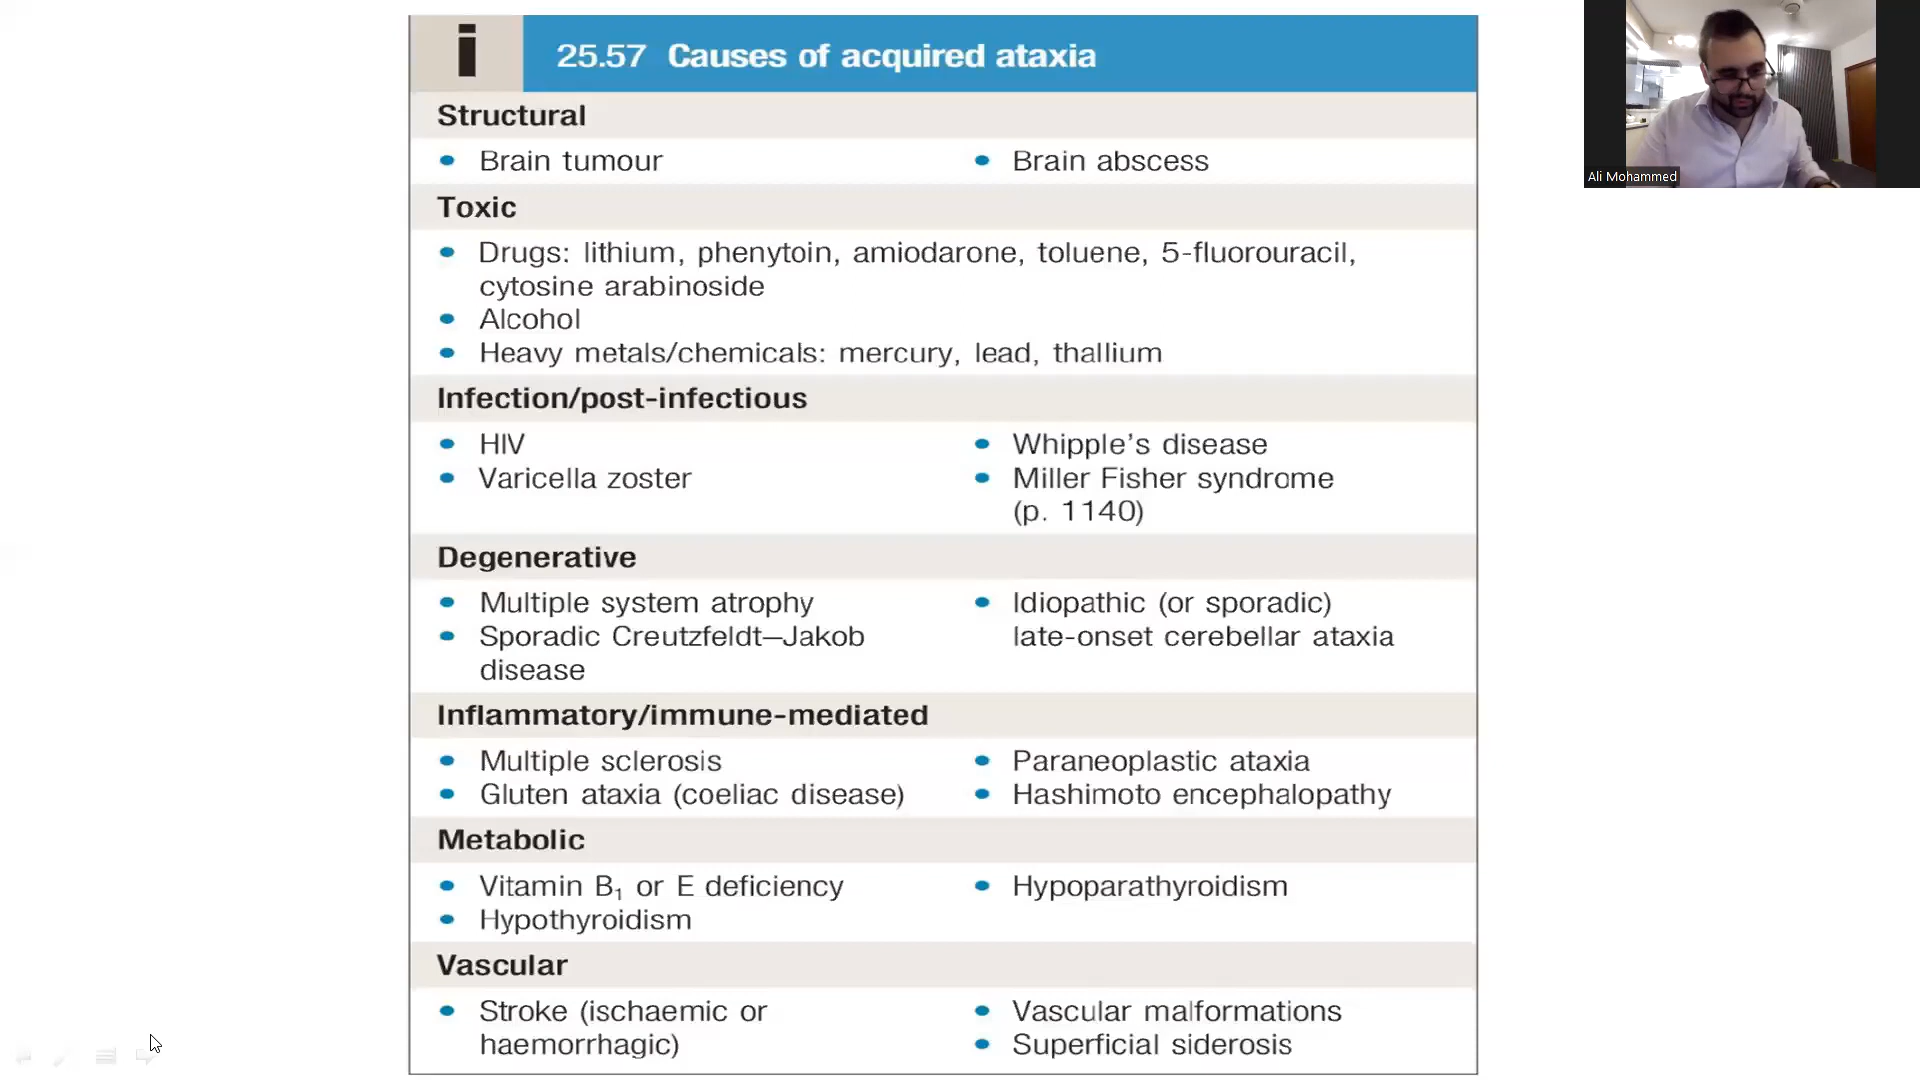 i
25.57 Causes of acquired ataxia
Structural
• Brain tumour
• Brain abscess
Toxic
• Drugs: lithium, phenytoin, amiodarone, toluene, 5-fluorouracil,
cytosine arabinoside
• Alcohol
• Heavy metals/chemicals: mercury, lead, thallium
Infection/post-infectious
• HIV
• Varicella zoster
• Whipple’s disease
• Miller Fisher syndrome
(p. 1140)
Degenerative
• Multiple system atrophy
• Sporadic Creutzfeldt–Jakob
disease
• Idiopathic (or sporadic)
late-onset cerebellar ataxia
Inflammatory/immune-mediated
• Multiple sclerosis
• Gluten ataxia (coeliac disease)
• Paraneoplastic ataxia
• Hashimoto encephalopathy
Metabolic
• Vitamin B₁ or E deficiency
• Hypothyroidism
• Hypoparathyroidism
Vascular
• Stroke (ischaemic or
haemorrhagic)
• Vascular malformations
• Superficial siderosis
Ali Mohammed